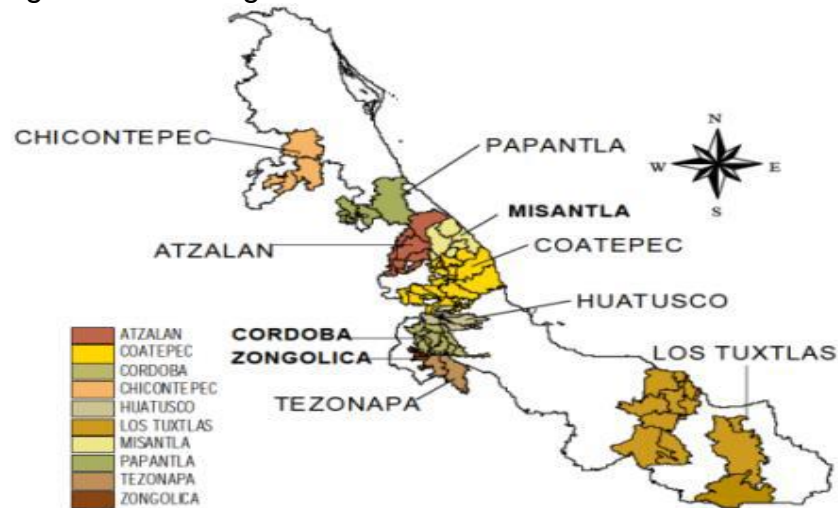 CHICONTEPEC
PAPANTLA
N
W
E
S
MISANTLA
ATZALAN
COATEPEC
HUATUSCO
CORDOBA
ZONGOLICA
LOS TUXTLAS
TEZONAPA
ATZALAN
COATEPEC
CORDOBA
CHICONTEPEC
HUATUSCO
LOS TUXTLAS
MISANTLA
PAPANTLA
TEZONAPA
ZONGOLICA